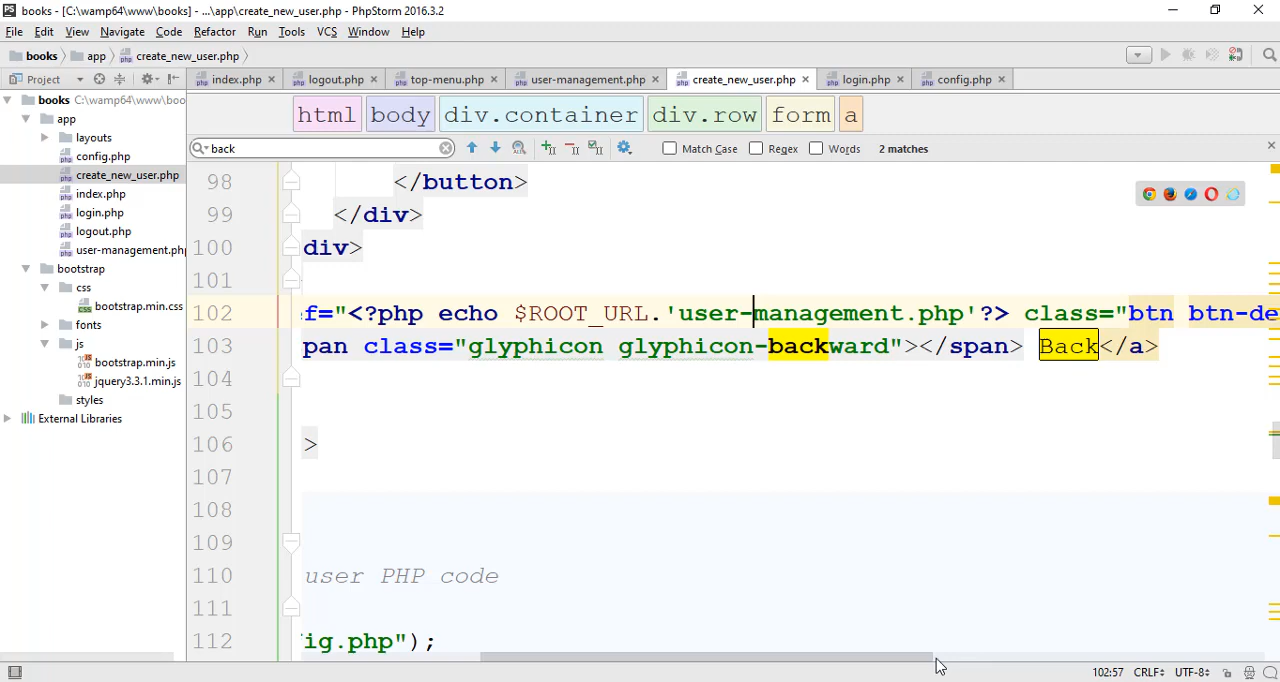 PS books - [C:\wamp64\www\books] - ...\app\create_new_user.php - PhpStorm 2016.3.2
File Edit View Navigate Code Refactor Run Tools VCS Window Help
books app create_new_user.php
Project index.php logout.php top-menu.php user-management.php create_new_user.php login.php config.php
books C:\wamp64\www\boo
app
layouts
config.php
create_new_user.php
index.php
login.php
logout.php
user-management.php
bootstrap
css
bootstrap.min.css
fonts
js
bootstrap.min.js
jquery3.3.1.min.js
styles
External Libraries
html body div.container div.row form a
back Match Case Regex Words 2 matches
98 </button>
99 </div>
100 div>
101
102 f="<?php echo $ROOT_URL.'user-management.php'?> class="btn btn-de
103 pan class="glyphicon glyphicon-backward"></span> Back</a>
104
105
106 >
107
108
109
110 user PHP code
111
112 ig.php");
102:57 CRLF UTF-8